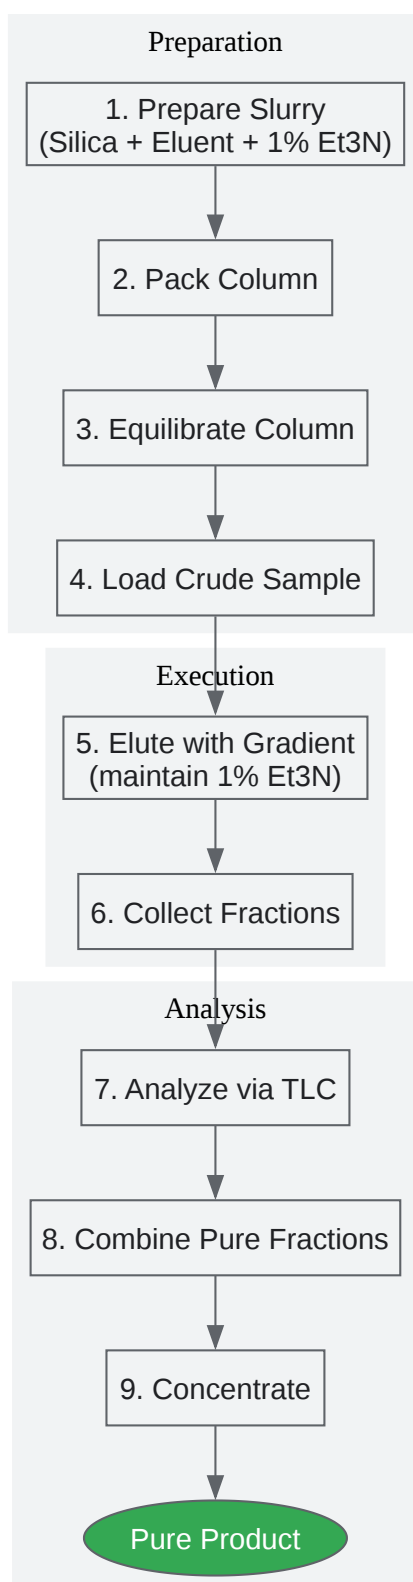 Preparation
1. Prepare Slurry
(Silica + Eluent + 1% Et3N)
2. Pack Column
3. Equilibrate Column
4. Load Crude Sample
Execution
5. Elute with Gradient
(maintain 1% Et3N)
6. Collect Fractions
Analysis
7. Analyze via TLC
8. Combine Pure Fractions
9. Concentrate
Pure Product